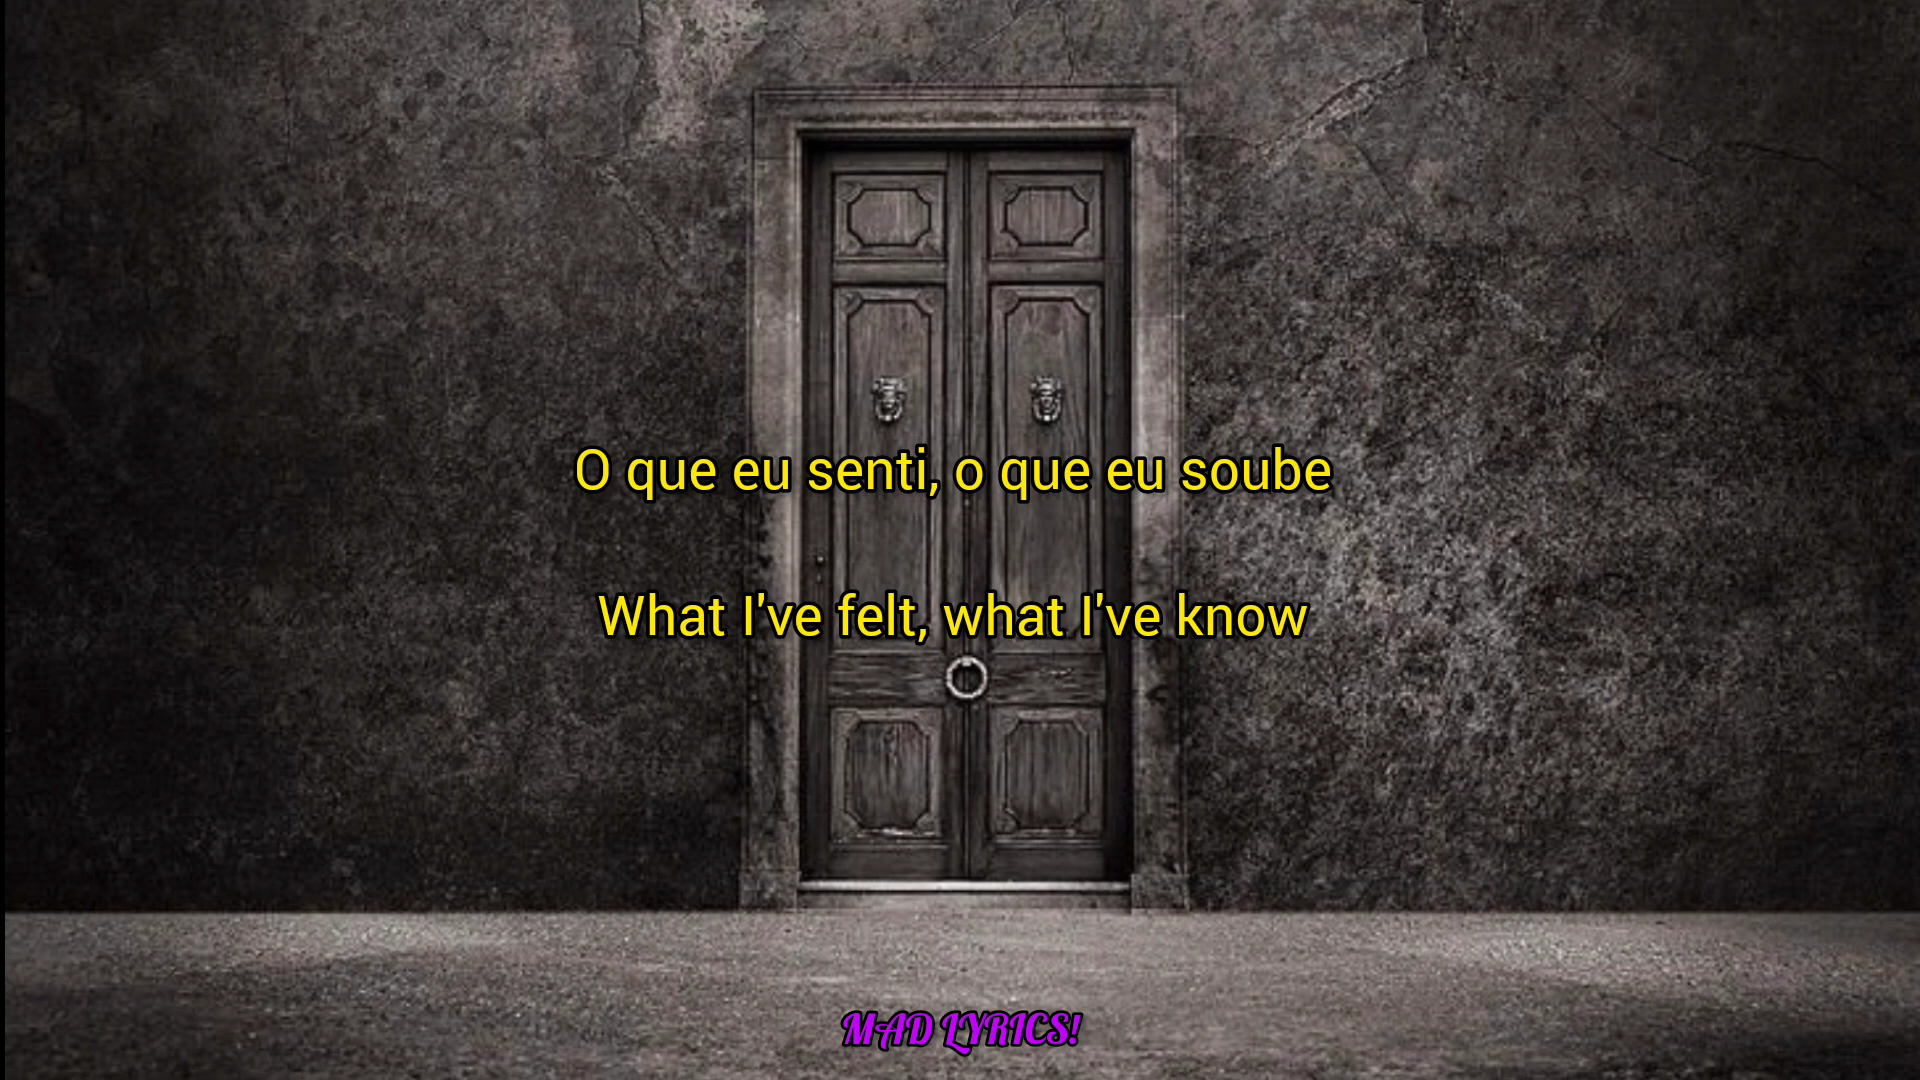 O que eu senti, o que eu soube
What I've felt, what I've know
MAD LYRICS!